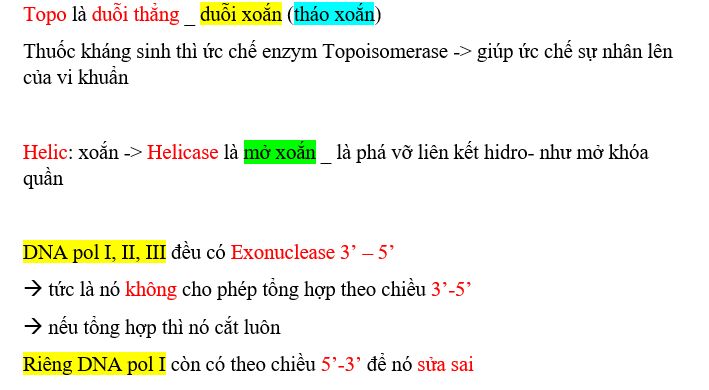 Topo là duỗi thẳng _ duỗi xoắn (tháo xoắn)
Thuốc kháng sinh thì ức chế enzym Topoisomerase -> giúp ức chế sự nhân lên
của vi khuẩn
Helic: xoắn -> Helicase là mở xoắn _ là phá vỡ liên kết hidro- như mở khóa
quần
DNA pol I, II, III đều có Exonuclease 3’ – 5’
→ tức là nó không cho phép tổng hợp theo chiều 3’-5’
→ nếu tổng hợp thì nó cắt luôn
Riêng DNA pol I còn có theo chiều 5’-3’ để nó sửa sai